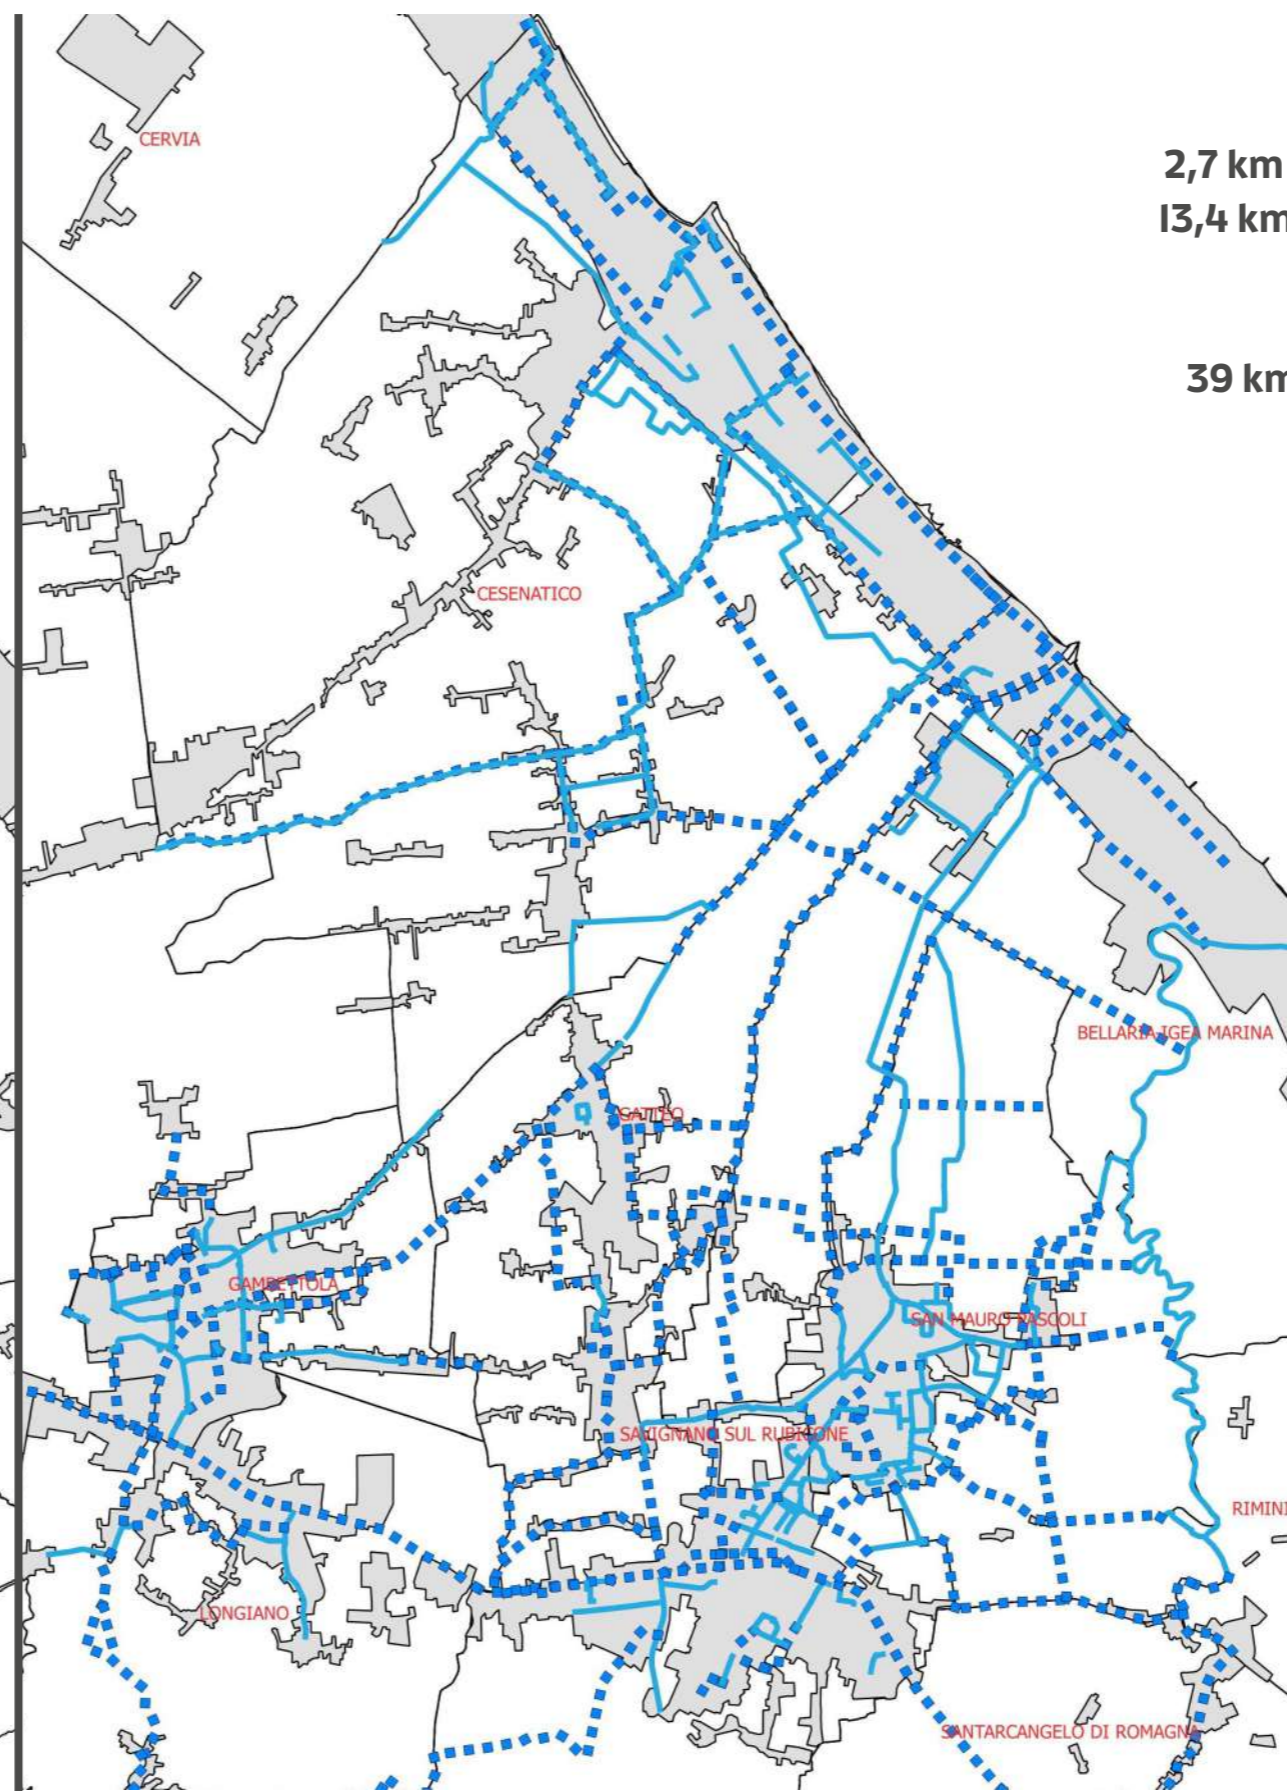 CERVIA
2,7 km
13,4 km
39 km
CESENATICO
BELLARIA-IGEA MARINA
GATTEO
GAMBETTOLA
SAN MAURO PASCOLI
SAVIGNANO SUL RUBICONE
RIMINI
LONGIANO
SANTARCANGELO DI ROMAGNA